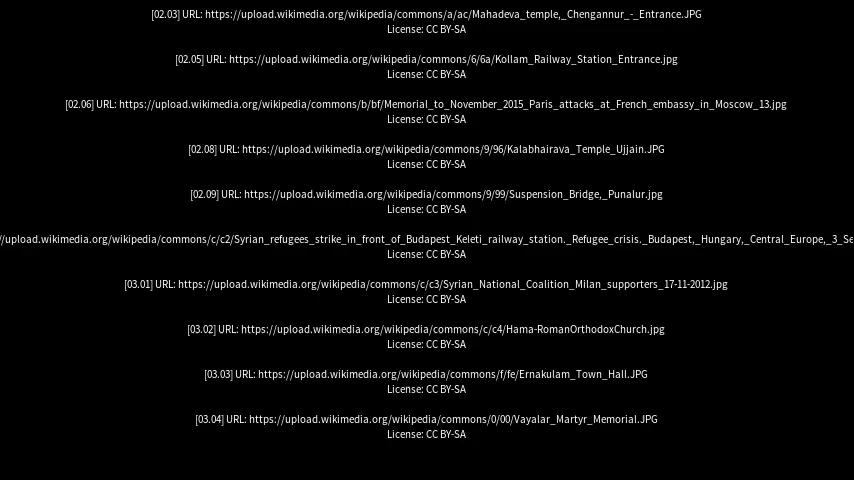 [02.03] URL: https://upload.wikimedia.org/wikipedia/commons/a/ac/Mahadeva_temple,_Chengannur_-_Entrance.JPG
License: CC BY-SA
[02.05] URL: https://upload.wikimedia.org/wikipedia/commons/6/6a/Kollam_Railway_Station_Entrance.jpg
License: CC BY-SA
[02.06] URL: https://upload.wikimedia.org/wikipedia/commons/b/bf/Memorial_to_November_2015_Paris_attacks_at_French_embassy_in_Moscow_13.jpg
License: CC BY-SA
[02.08] URL: https://upload.wikimedia.org/wikipedia/commons/9/96/Kalabhairava_Temple_Ujjain.JPG
License: CC BY-SA
[02.09] URL: https://upload.wikimedia.org/wikipedia/commons/9/99/Suspension_Bridge,_Punalur.jpg
License: CC BY-SA
/upload.wikimedia.org/wikipedia/commons/c/c2/Syrian_refugees_strike_in_front_of_Budapest_Keleti_railway_station._Refugee_crisis._Budapest,_Hungary,_Central_Europe,_3_Se
License: CC BY-SA
[03.01] URL: https://upload.wikimedia.org/wikipedia/commons/c/c3/Syrian_National_Coalition_Milan_supporters_17-11-2012.jpg
License: CC BY-SA
[03.02] URL: https://upload.wikimedia.org/wikipedia/commons/c/c4/Hama-RomanOrthodoxChurch.jpg
License: CC BY-SA
[03.03] URL: https://upload.wikimedia.org/wikipedia/commons/f/fe/Ernakulam_Town_Hall.JPG
License: CC BY-SA
[03.04] URL: https://upload.wikimedia.org/wikipedia/commons/0/00/Vayalar_Martyr_Memorial.JPG
License: CC BY-SA